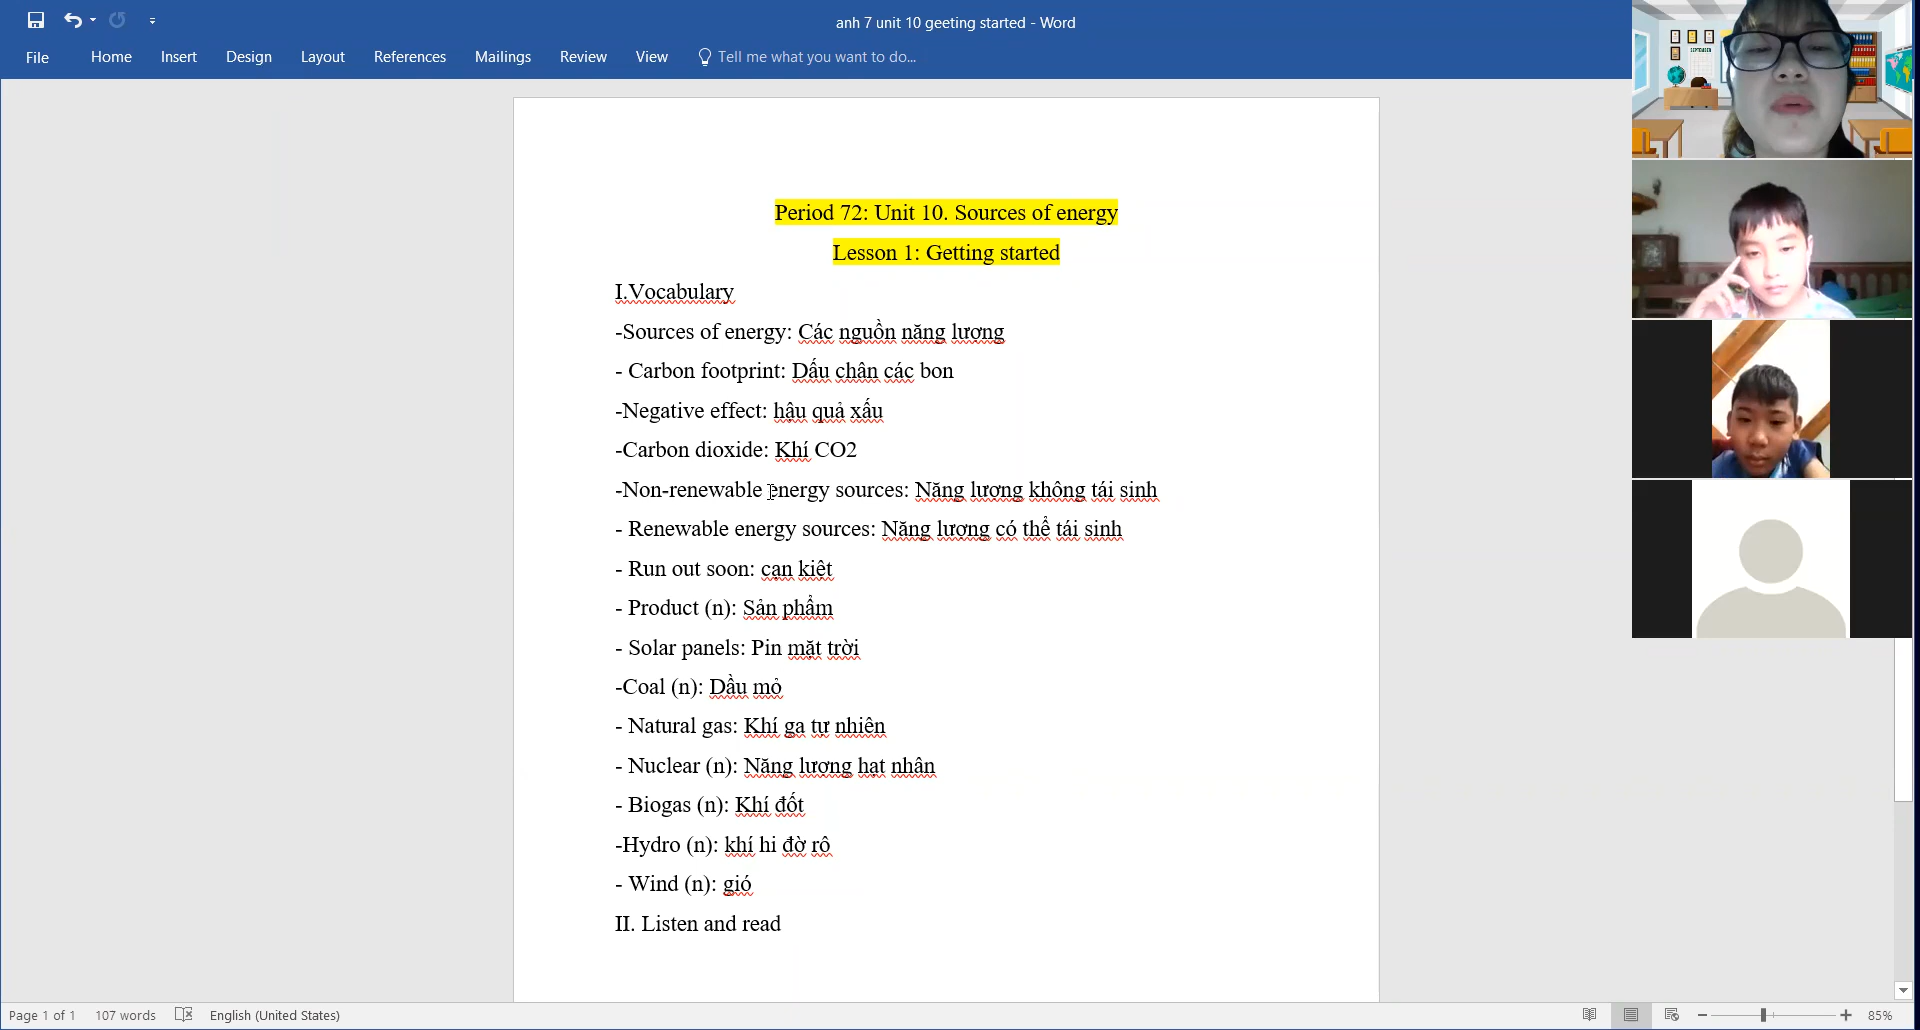 anh 7 unit 10 geeting started - Word
File Home Insert Design Layout References Mailings Review View Tell me what you want to do...
SEPTEMBER
Period 72: Unit 10. Sources of energy
Lesson 1: Getting started
I.Vocabulary
-Sources of energy: Các nguồn năng lượng
- Carbon footprint: Dấu chân các bon
-Negative effect: hậu quả xấu
-Carbon dioxide: Khí CO2
-Non-renewable energy sources: Năng lượng không tái sinh
- Renewable energy sources: Năng lượng có thể tái sinh
- Run out soon: cạn kiệt
- Product (n): Sản phẩm
- Solar panels: Pin mặt trời
-Coal (n): Dầu mỏ
- Natural gas: Khí ga tự nhiên
- Nuclear (n): Năng lượng hạt nhân
- Biogas (n): Khí đốt
-Hydro (n): khí hi đờ rô
- Wind (n): gió
II. Listen and read
Page 1 of 1 107 words English (United States) 85%